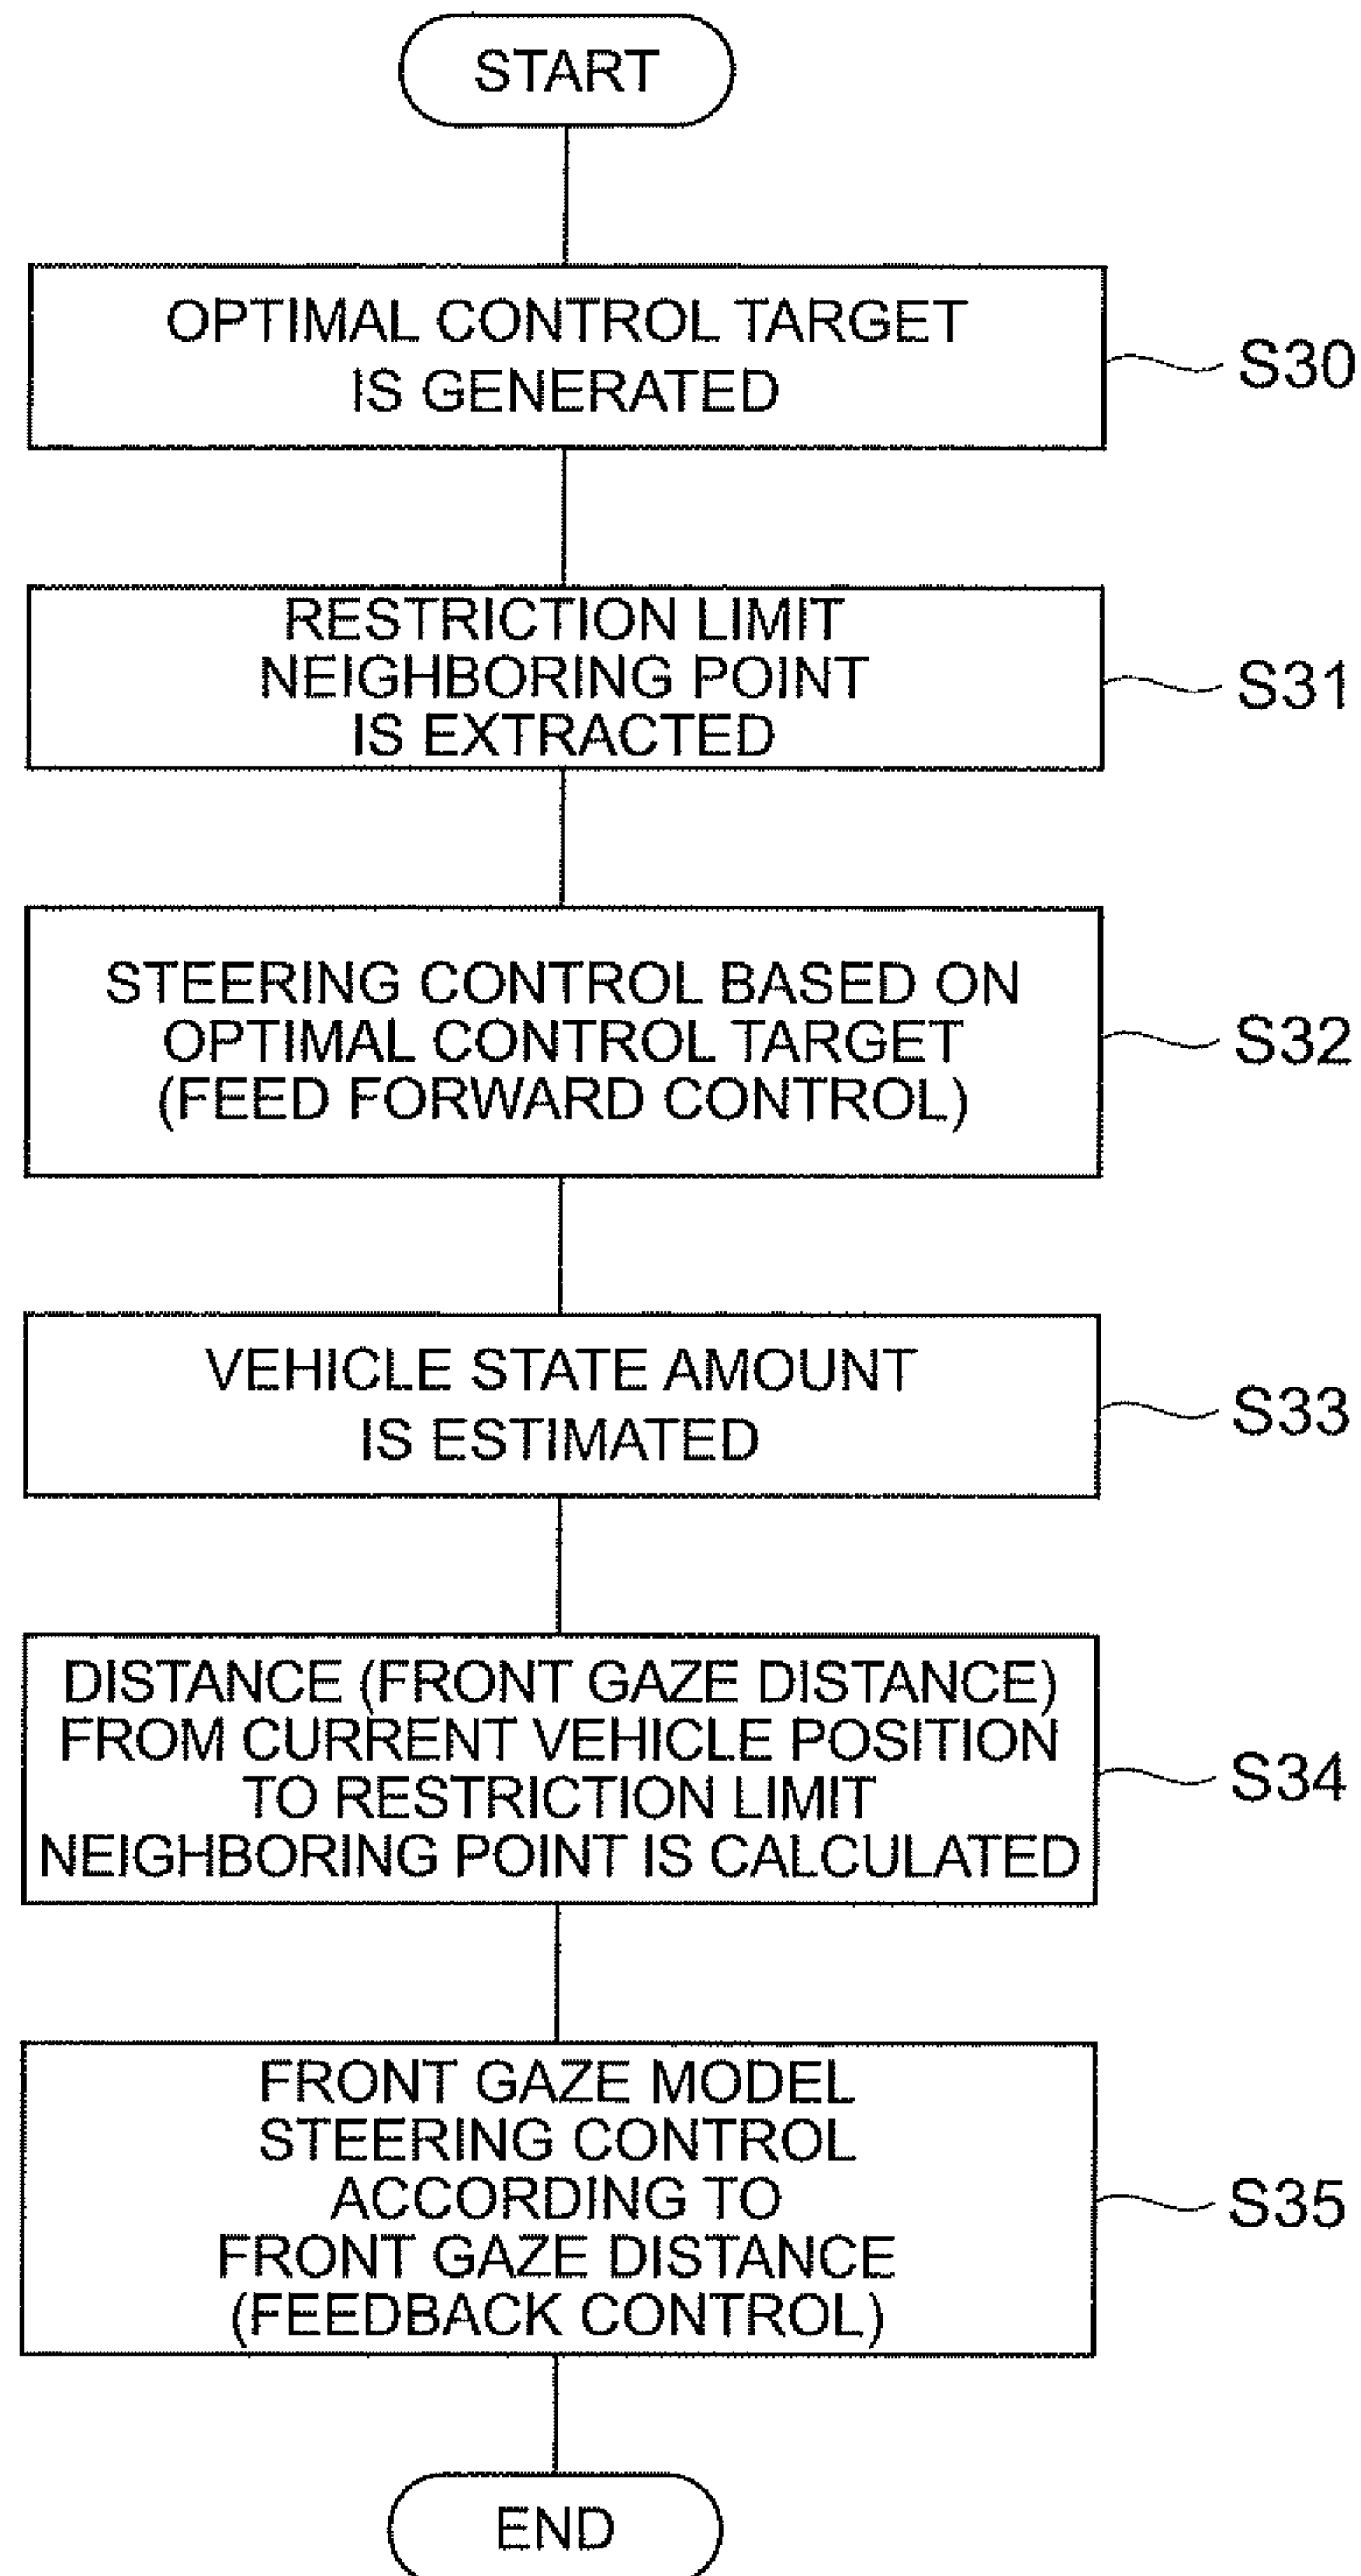 START
OPTIMAL CONTROL TARGET
IS GENERATED
S30
RESTRICTION LIMIT
NEIGHBORING POINT
IS EXTRACTED
S31
STEERING CONTROL BASED ON
OPTIMAL CONTROL TARGET
(FEED FORWARD CONTROL)
S32
VEHICLE STATE AMOUNT
IS ESTIMATED
S33
DISTANCE (FRONT GAZE DISTANCE)
FROM CURRENT VEHICLE POSITION
TO RESTRICTION LIMIT
NEIGHBORING POINT IS CALCULATED
S34
FRONT GAZE MODEL
STEERING CONTROL
ACCORDING TO
FRONT GAZE DISTANCE
(FEEDBACK CONTROL)
S35
END